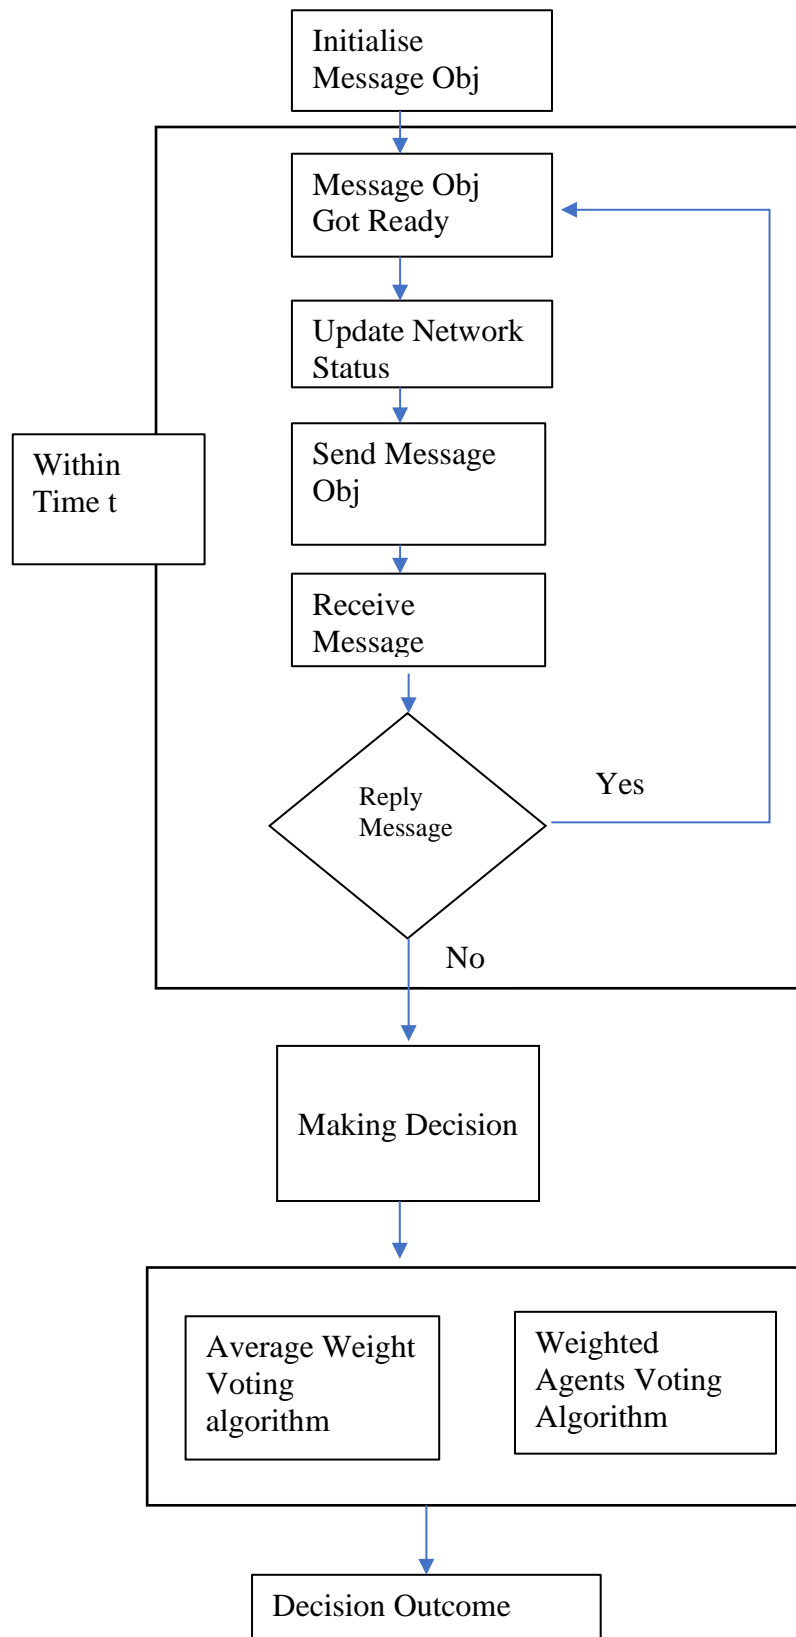 Initialise
Message Obj
Message Obj
Got Ready
Update Network
Status
Within
Time t
Send Message
Obj
Receive
Message
Reply
Message
Yes
No
Making Decision
Average Weight
Voting
algorithm
Weighted
Agents Voting
Algorithm
Decision Outcome